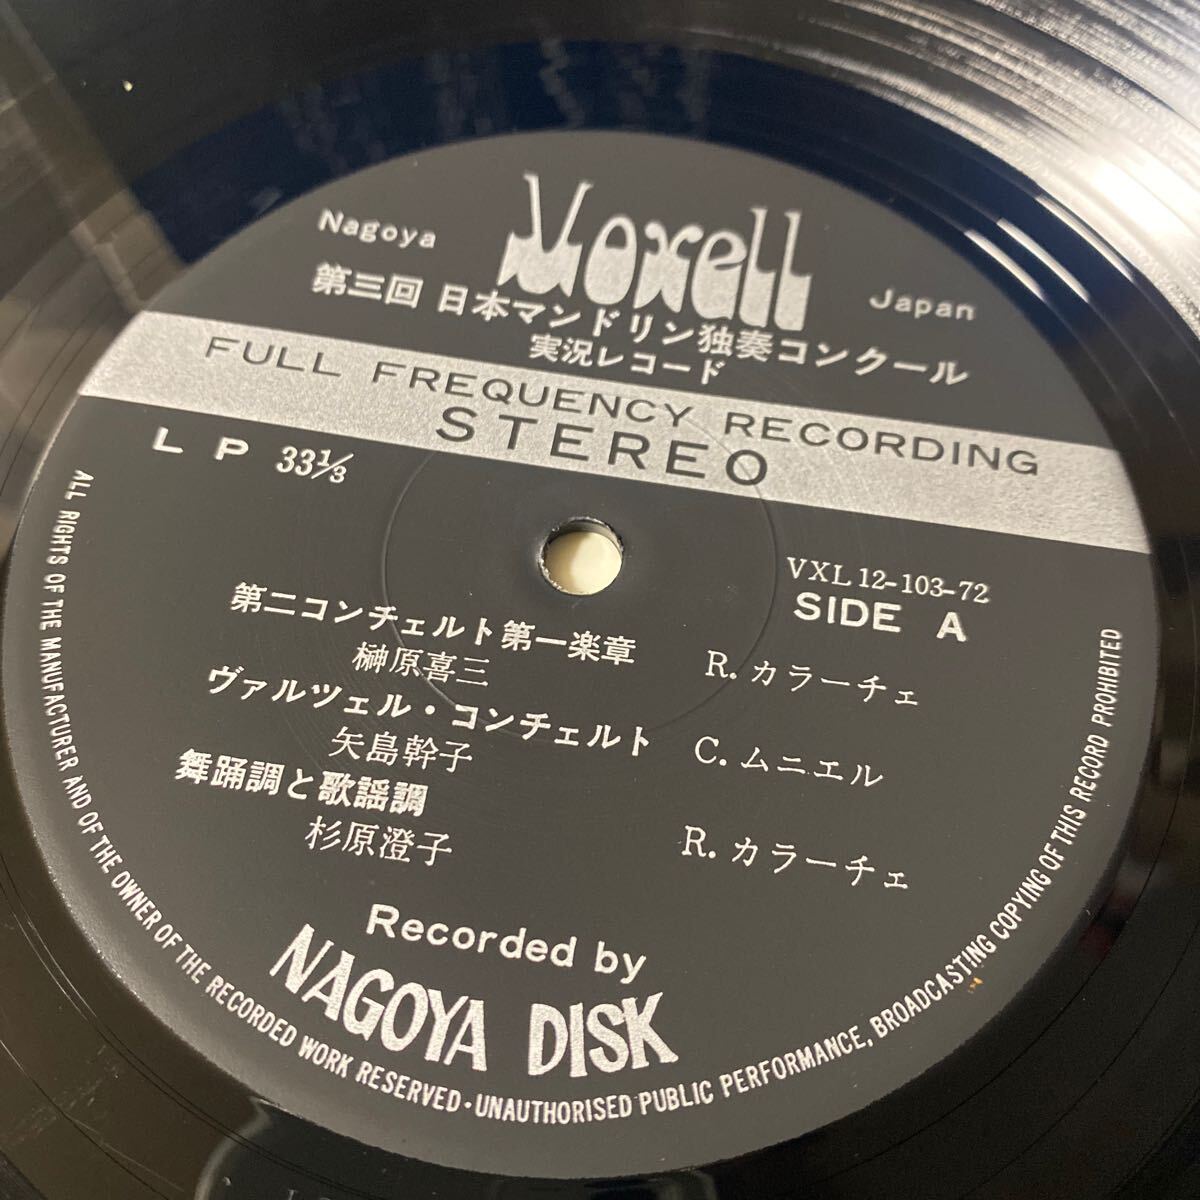 Nagoya Moxell Japan
第三回 日本マンドリン独奏コンクール
実況レコード
FULL FREQUENCY RECORDING
STEREO
LP 33⅓
VXL12-103-72
SIDE A
第二コンチェルト第一楽章
榊原喜三 R.カラーチェ
ヴァルツェル・コンチェルト
矢島幹子 C.ムニエル
舞踊調と歌謡調
杉原澄子 R.カラーチェ
Recorded by
NAGOYA DISK
ALL RIGHTS OF THE MANUFACTURER AND OF THE OWNER OF THE RECORDED WORK RESERVED・UNAUTHORISED PUBLIC PERFORMANCE, BROADCASTING COPYING OF THIS RECORD PROHIBITED